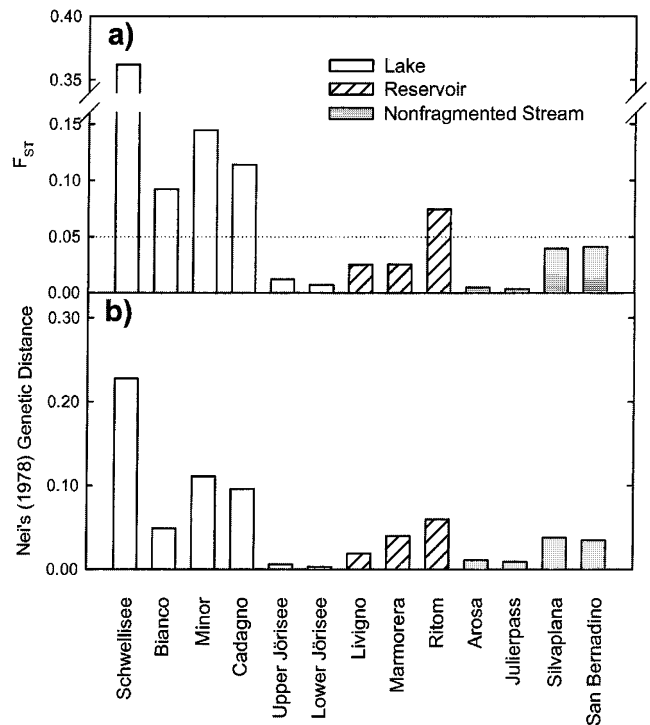 a)
Lake
Reservoir
Nonfragmented Stream
F_ST
0.40
0.35
0.15
0.10
0.05
0.00
b)
Nei's (1978) Genetic Distance
0.30
0.20
0.10
0.00
Schwellisee
Bianco
Minor
Cadagno
Upper Jörisee
Lower Jörisee
Livigno
Marmorera
Ritom
Arosa
Julierpass
Silvaplana
San Bernadino